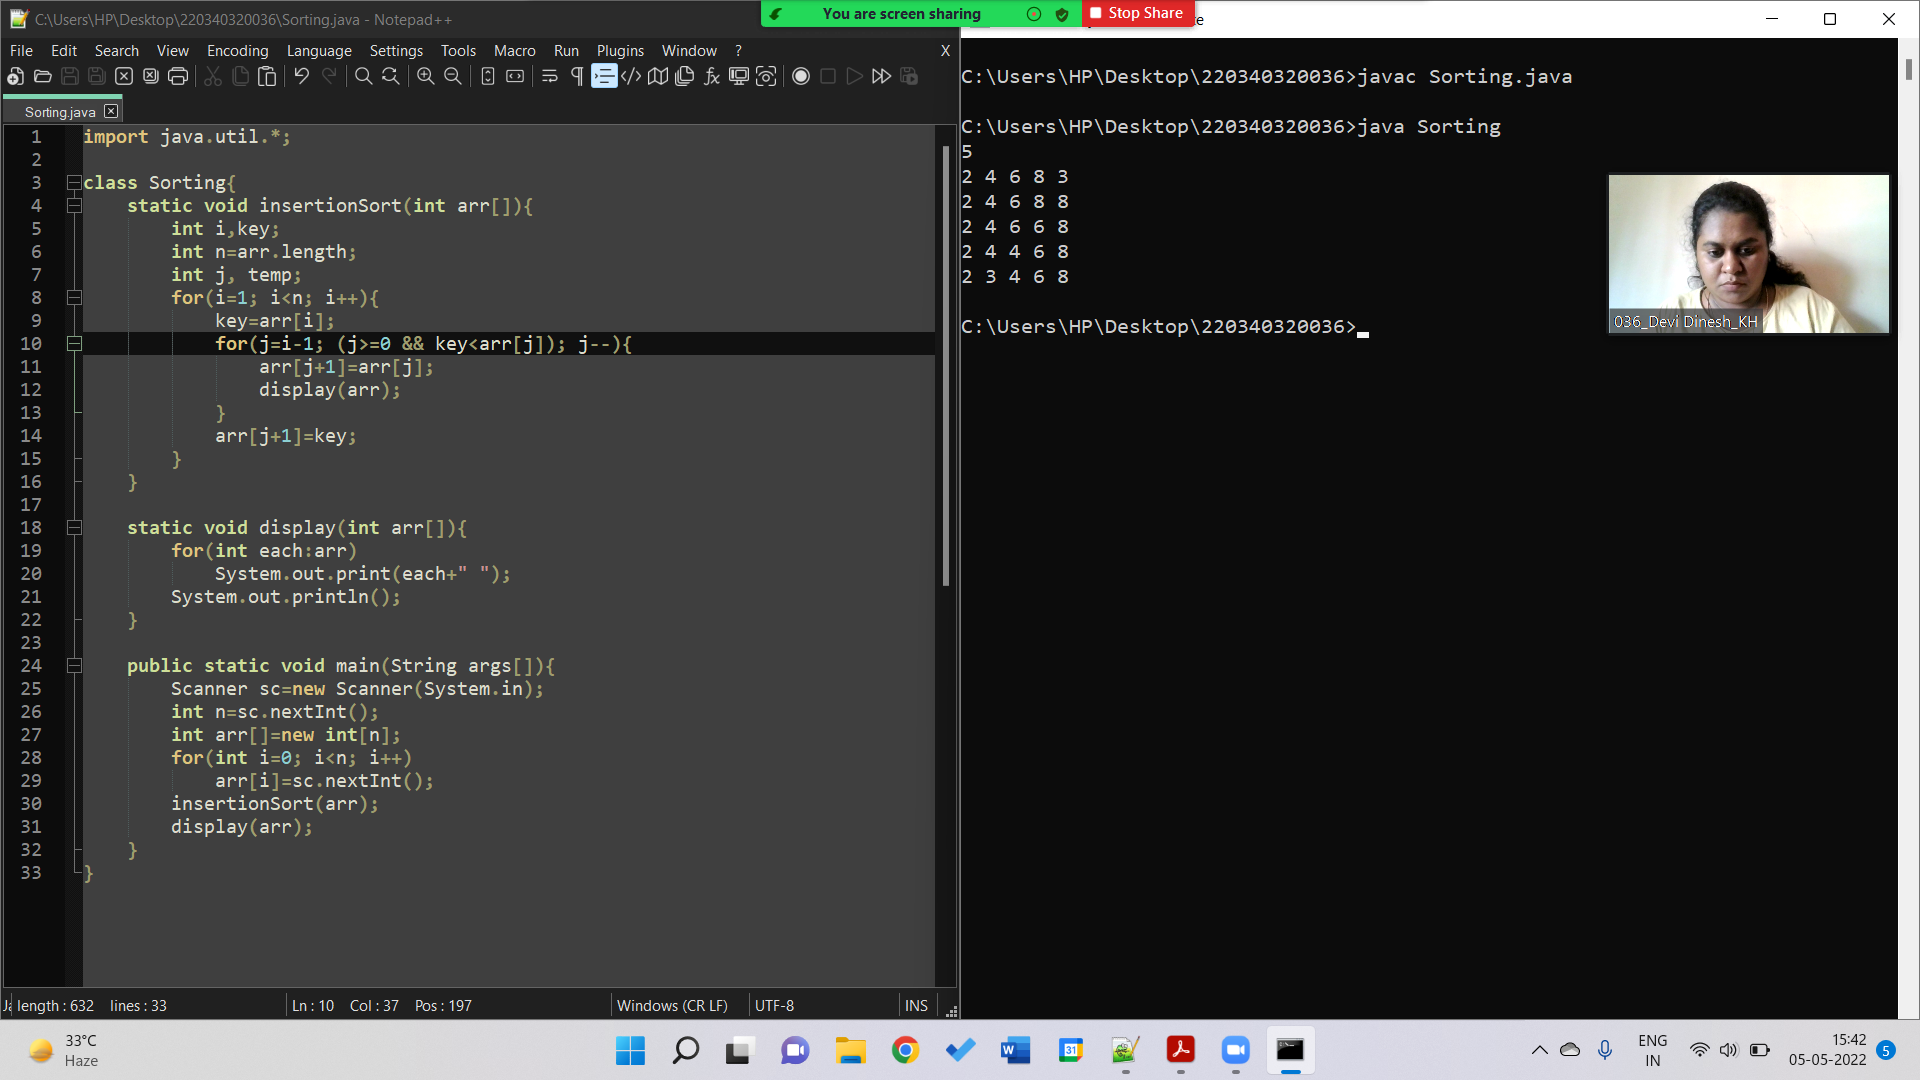 C:\Users\HP\Desktop\220340320036\Sorting.java - Notepad++
You are screen sharing
Stop Share
File Edit Search View Encoding Language Settings Tools Macro Run Plugins Window ? X
Sorting.java
1 import java.util.*;
2
3 class Sorting{
4 static void insertionSort(int arr[]){
5 int i,key;
6 int n=arr.length;
7 int j, temp;
8 for(i=1; i<n; i++){
9 key=arr[i];
10 for(j=i-1; (j>=0 && key<arr[j]); j--){
11 arr[j+1]=arr[j];
12 display(arr);
13 }
14 arr[j+1]=key;
15 }
16 }
17
18 static void display(int arr[]){
19 for(int each:arr)
20 System.out.print(each+" ");
21 System.out.println();
22 }
23
24 public static void main(String args[]){
25 Scanner sc=new Scanner(System.in);
26 int n=sc.nextInt();
27 int arr[]=new int[n];
28 for(int i=0; i<n; i++)
29 arr[i]=sc.nextInt();
30 insertionSort(arr);
31 display(arr);
32 }
33 }
length : 632 lines : 33 Ln : 10 Col : 37 Pos : 197 Windows (CR LF) UTF-8 INS
C:\Users\HP\Desktop\220340320036>javac Sorting.java
C:\Users\HP\Desktop\220340320036>java Sorting
5
2 4 6 8 3
2 4 6 8 8
2 4 6 6 8
2 4 4 6 8
2 3 4 6 8
C:\Users\HP\Desktop\220340320036>
036_Devi Dinesh_KH
33°C
Haze
31
ENG
IN
15:42
05-05-2022
5